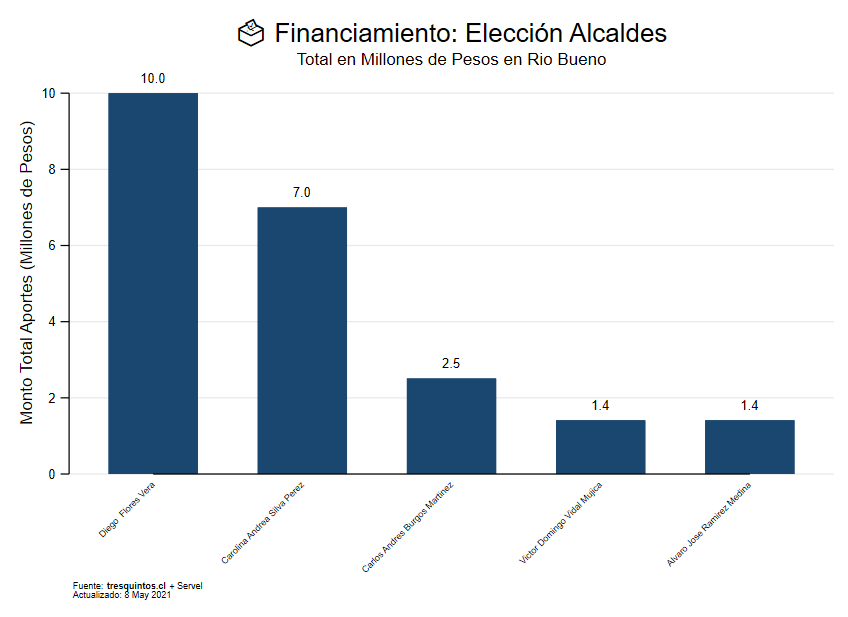 Financiamiento: Elección Alcaldes
Total en Millones de Pesos en Rio Bueno
Monto Total Aportes (Millones de Pesos)
10
8
6
4
2
0
10.0
7.0
2.5
1.4
1.4
Diego Flores Vera
Carolina Andrea Silva Perez
Carlos Andres Burgos Martinez
Victor Domingo Vidal Mujica
Alvaro Jose Ramirez Medina
Fuente: tresquintos.cl + Servel
Actualizado: 8 May 2021